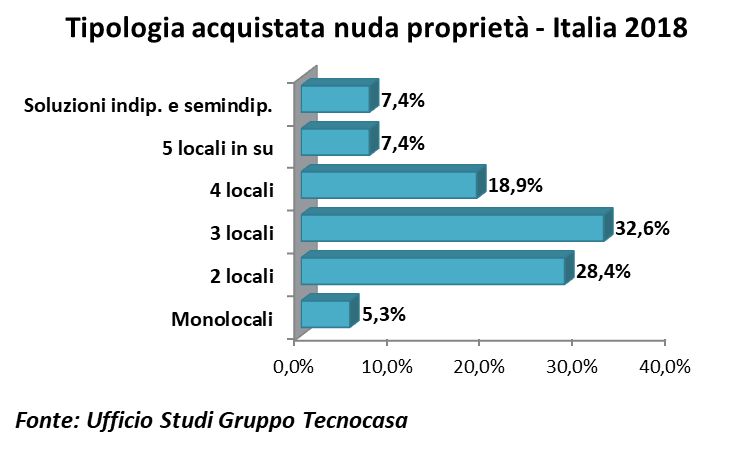 Tipologia acquistata nuda proprietà - Italia 2018
Soluzioni indip. e semindip.
7,4%
5 locali in su
7,4%
4 locali
18,9%
3 locali
32,6%
2 locali
28,4%
Monolocali
5,3%
0,0% 10,0% 20,0% 30,0% 40,0%
Fonte: Ufficio Studi Gruppo Tecnocasa